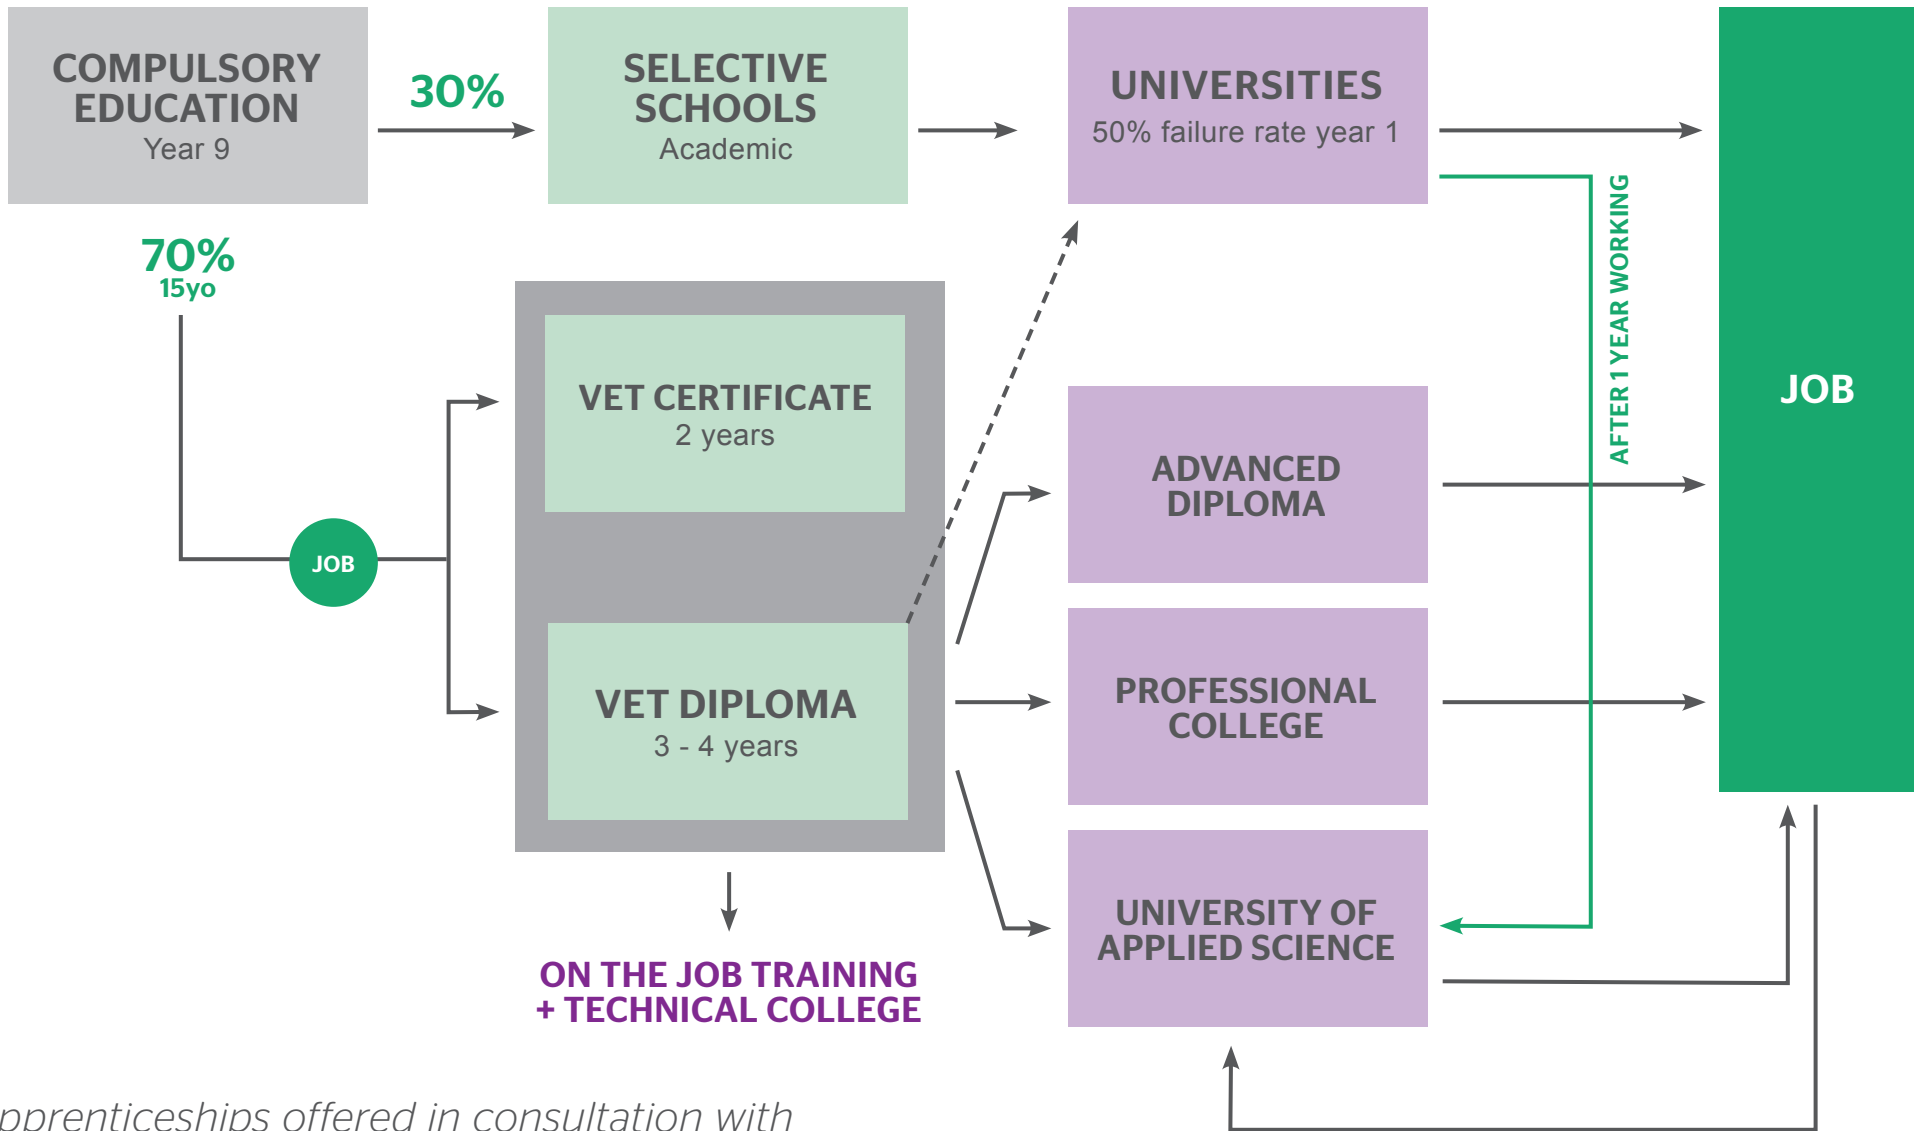 COMPULSORY
EDUCATION
Year 9
30%
SELECTIVE
SCHOOLS
Academic
UNIVERSITIES
50% failure rate year 1
70%
15yo
AFTER 1 YEAR WORKING
JOB
VET CERTIFICATE
2 years
ADVANCED
DIPLOMA
JOB
VET DIPLOMA
3 - 4 years
PROFESSIONAL
COLLEGE
UNIVERSITY OF
APPLIED SCIENCE
ON THE JOB TRAINING
+ TECHNICAL COLLEGE
pprenticeships offered in consultation with